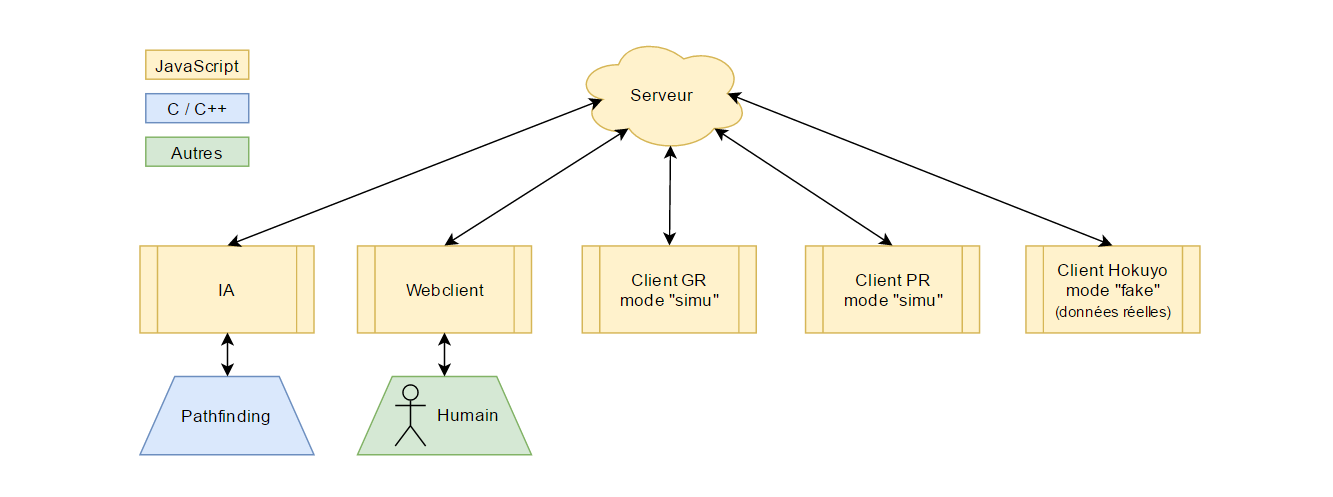 JavaScript
C / C++
Autres
Serveur
IA
Webclient
Client GR
mode "simu"
Client PR
mode "simu"
Client Hokuyo
mode "fake"
(données réelles)
Pathfinding
Humain